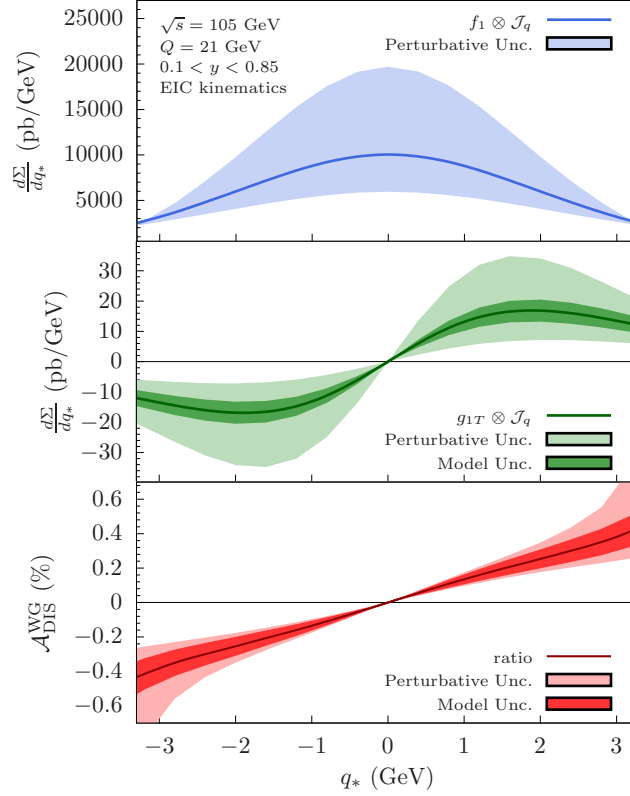 √s = 105 GeV
Q = 21 GeV
0.1 < y < 0.85
EIC kinematics
f₁ ⊗ 𝒥_q
Perturbative Unc.
dΣ/dq* (pb/GeV)
25000
20000
15000
10000
5000
dΣ/dq* (pb/GeV)
30
20
10
0
−10
−20
−30
g₁T ⊗ 𝒥_q
Perturbative Unc.
Model Unc.
𝒜^WG_DIS (%)
0.6
0.4
0.2
0
−0.2
−0.4
−0.6
ratio
Perturbative Unc.
Model Unc.
−3 −2 −1 0 1 2 3
q* (GeV)